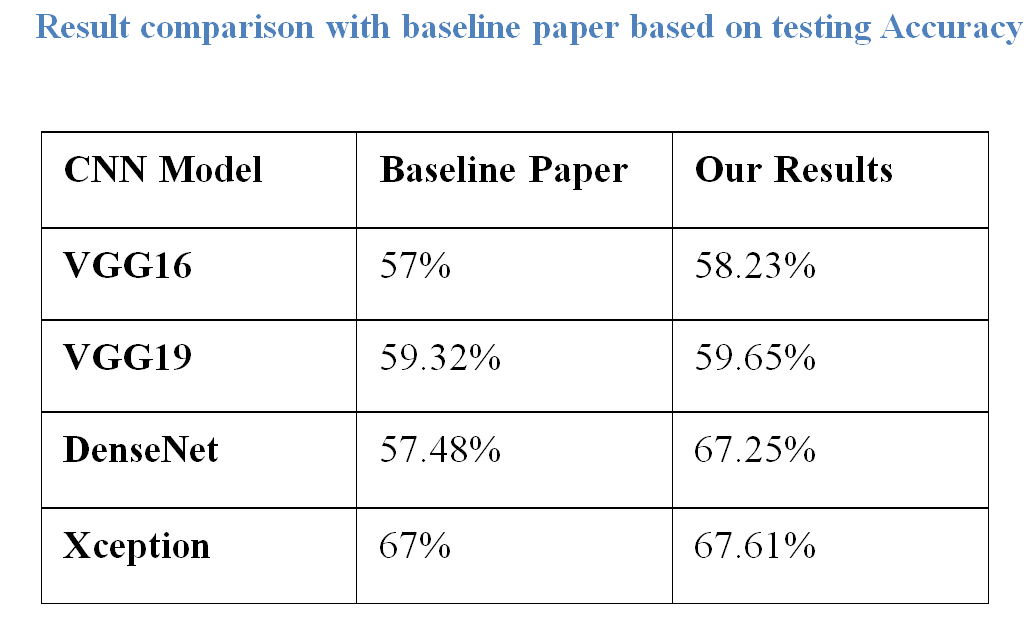 Result comparison with baseline paper based on testing Accuracy
CNN Model Baseline Paper Our Results
VGG16 57% 58.23%
VGG19 59.32% 59.65%
DenseNet 57.48% 67.25%
Xception 67% 67.61%